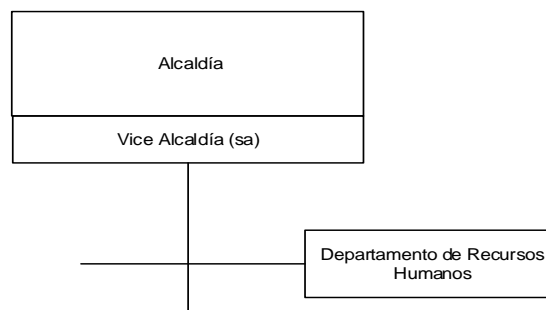 Alcaldía
Vice Alcaldía (sa)
Departamento de Recursos
Humanos